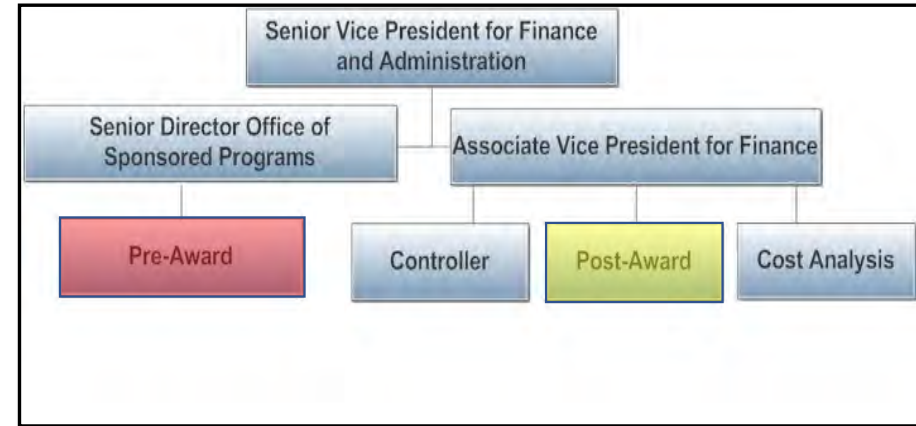 Senior Vice President for Finance
and Administration
Senior Director Office of
Sponsored Programs
Associate Vice President for Finance
Pre-Award
Controller
Post-Award
Cost Analysis